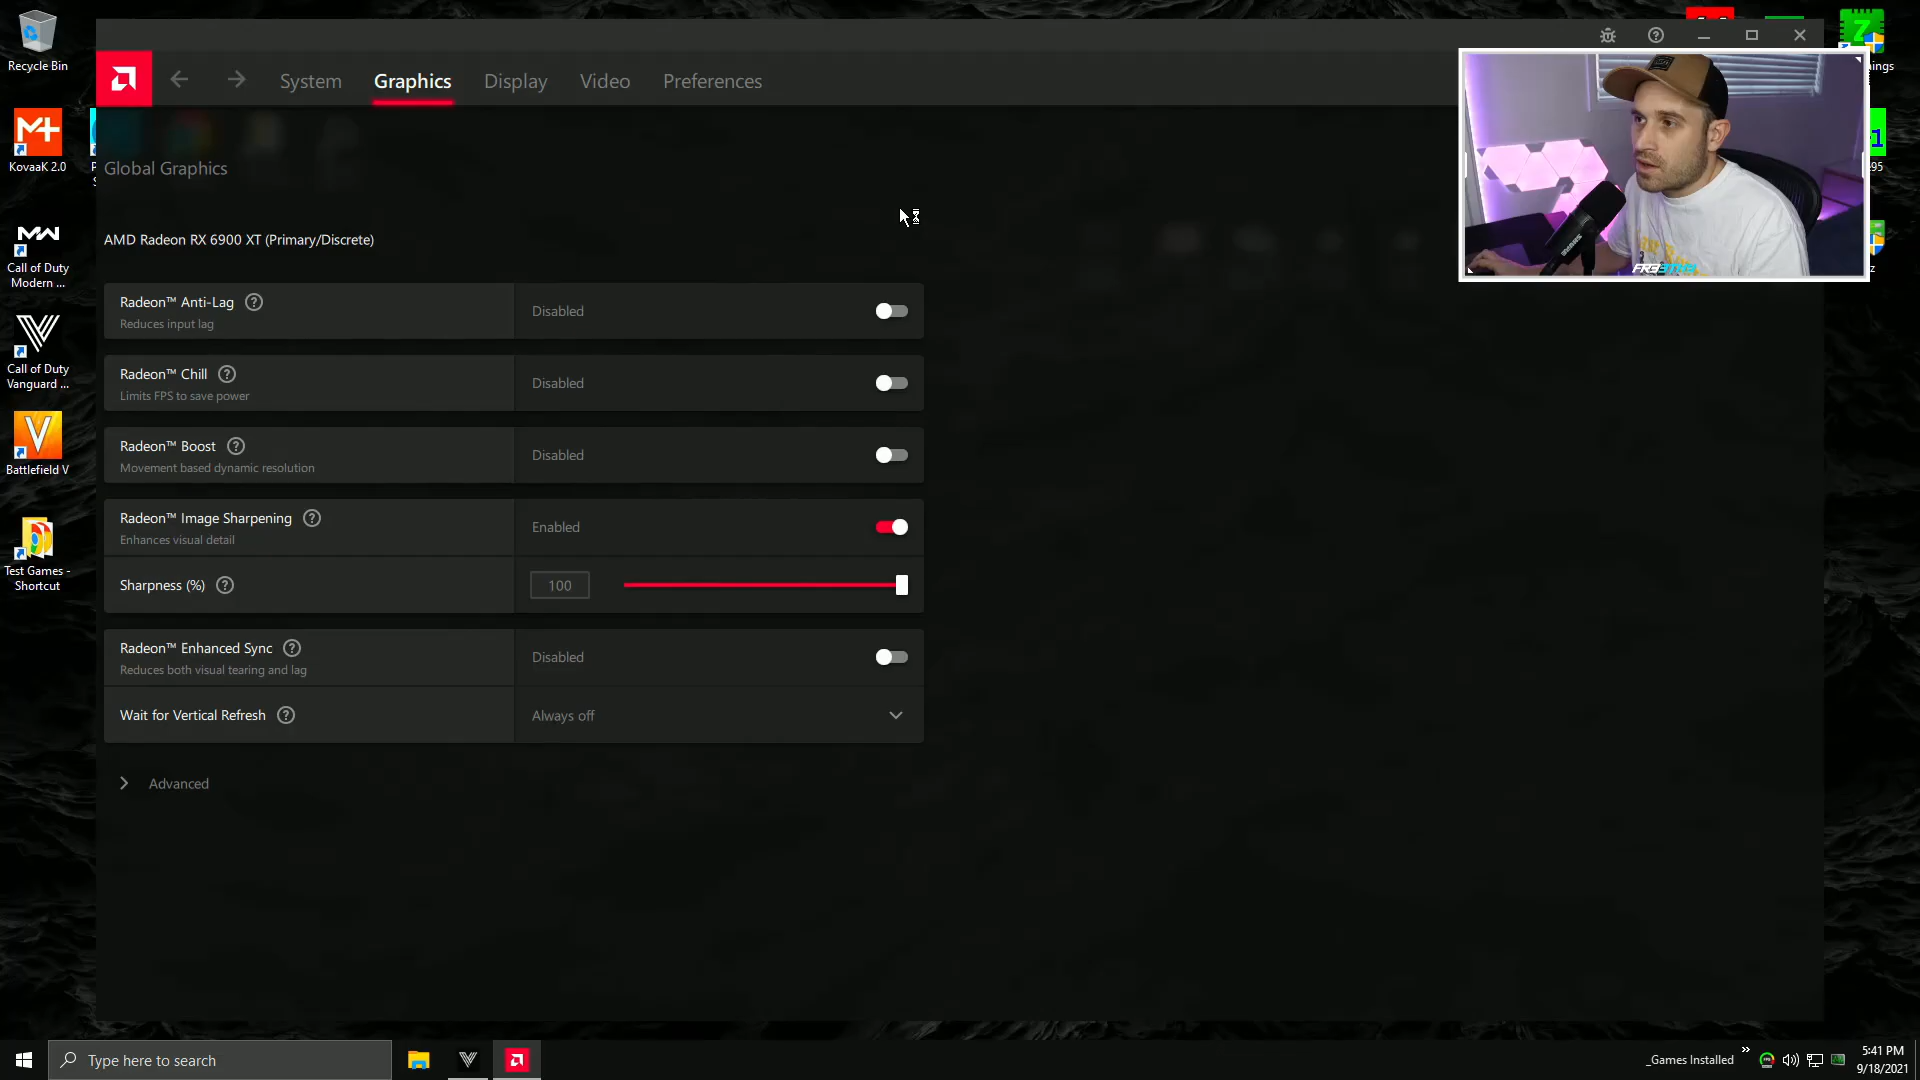 Recycle Bin
KovaaK 2.0
Call of Duty
Modern ...
Call of Duty
Vanguard ...
Battlefield V
Test Games -
Shortcut
System
Graphics
Display
Video
Preferences
Global Graphics
AMD Radeon RX 6900 XT (Primary/Discrete)
Radeon™ Anti-Lag
Reduces input lag
Disabled
Radeon™ Chill
Limits FPS to save power
Disabled
Radeon™ Boost
Movement based dynamic resolution
Disabled
Radeon™ Image Sharpening
Enhances visual detail
Enabled
Sharpness (%)
100
Radeon™ Enhanced Sync
Reduces both visual tearing and lag
Disabled
Wait for Vertical Refresh
Always off
Advanced
Type here to search
_Games Installed
5:41 PM
9/18/2021